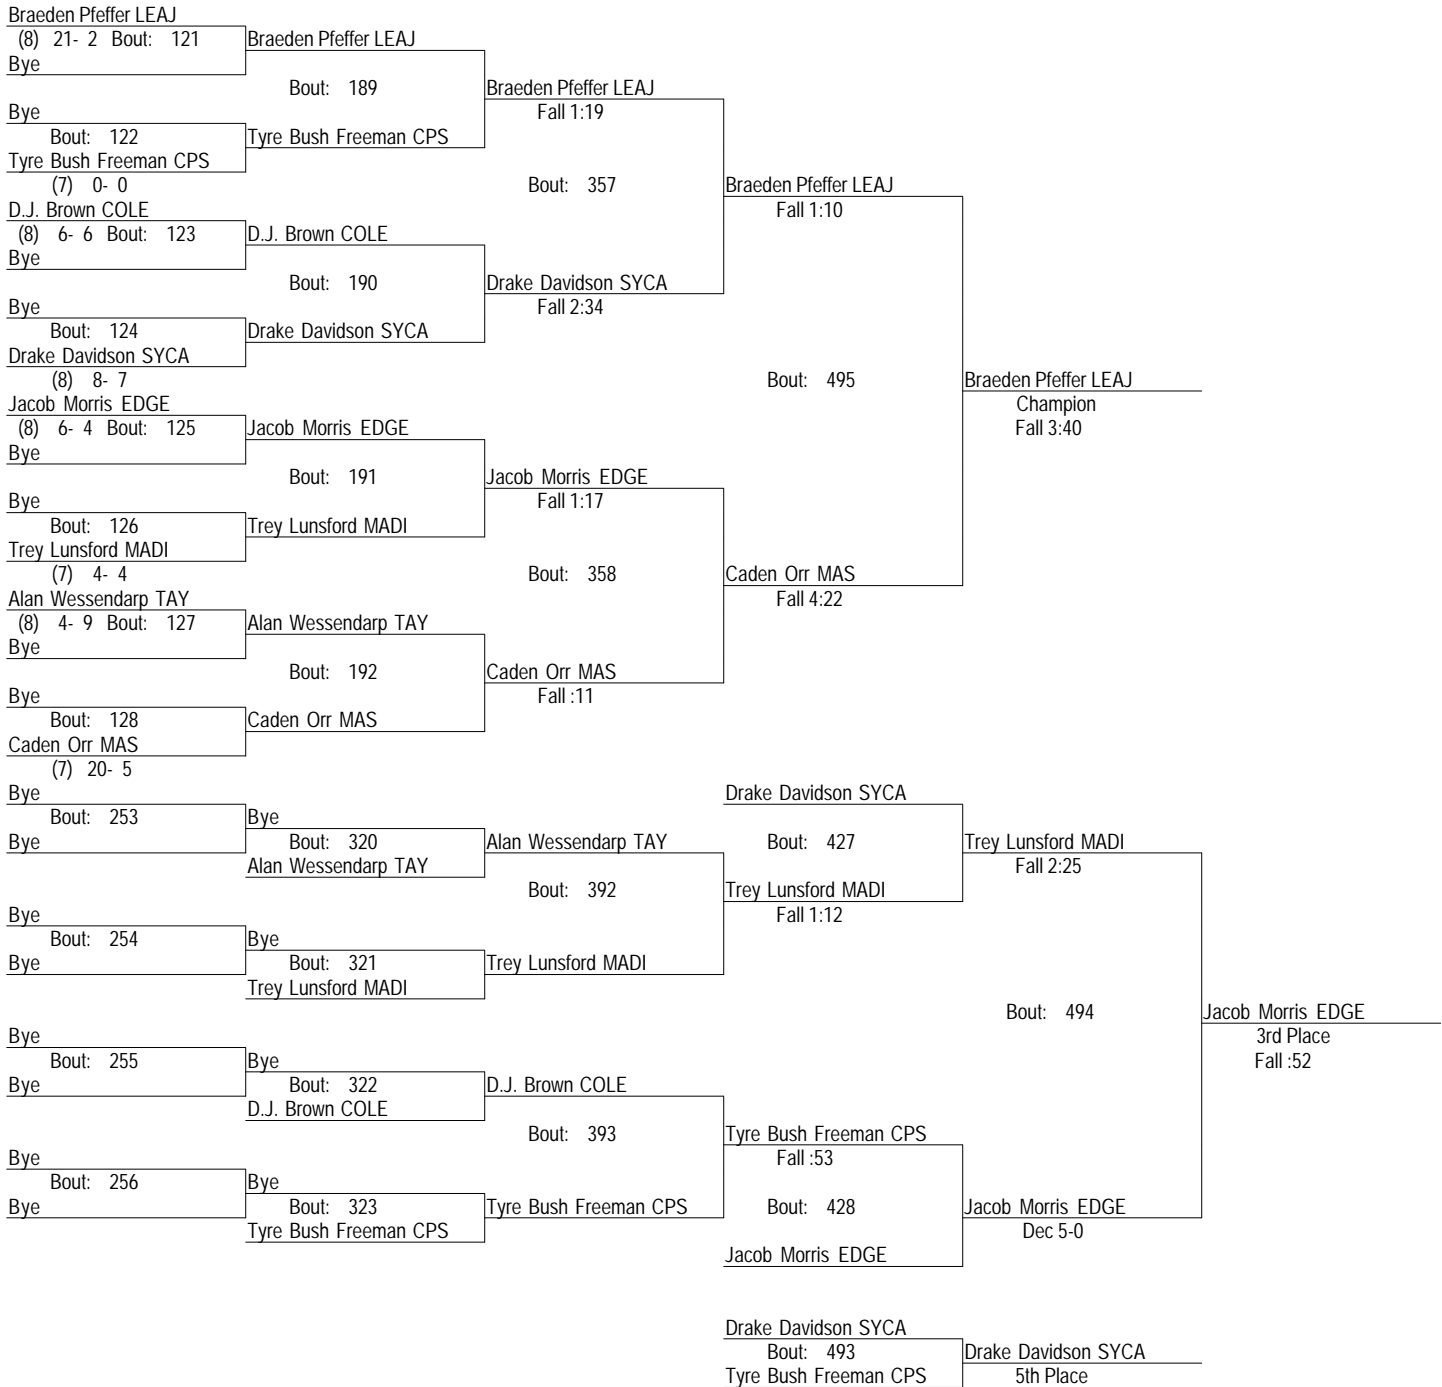 Braeden Pfeffer LEAJ
(8) 21- 2 Bout: 121
Braeden Pfeffer LEAJ
Bye
Bout: 189
Braeden Pfeffer LEAJ
Bye
Fall 1:19
Bout: 122
Tyre Bush Freeman CPS
Tyre Bush Freeman CPS
(7) 0- 0
Bout: 357
Braeden Pfeffer LEAJ
D.J. Brown COLE
Fall 1:10
(8) 6- 6 Bout: 123
D.J. Brown COLE
Bye
Bout: 190
Drake Davidson SYCA
Bye
Fall 2:34
Bout: 124
Drake Davidson SYCA
Drake Davidson SYCA
(8) 8- 7
Bout: 495
Braeden Pfeffer LEAJ
Jacob Morris EDGE
Champion
(8) 6- 4 Bout: 125
Jacob Morris EDGE
Fall 3:40
Bye
Bout: 191
Jacob Morris EDGE
Bye
Fall 1:17
Bout: 126
Trey Lunsford MADI
Trey Lunsford MADI
(7) 4- 4
Bout: 358
Caden Orr MAS
Alan Wessendarp TAY
Fall 4:22
(8) 4- 9 Bout: 127
Alan Wessendarp TAY
Bye
Bout: 192
Caden Orr MAS
Bye
Fall :11
Bout: 128
Caden Orr MAS
Caden Orr MAS
(7) 20- 5
Bye
Drake Davidson SYCA
Bout: 253
Bye
Bye
Bout: 320
Alan Wessendarp TAY
Bout: 427
Trey Lunsford MADI
Alan Wessendarp TAY
Fall 2:25
Bout: 392
Trey Lunsford MADI
Bye
Fall 1:12
Bout: 254
Bye
Bye
Bout: 321
Trey Lunsford MADI
Trey Lunsford MADI
Bout: 494
Jacob Morris EDGE
Bye
3rd Place
Bout: 255
Bye
Fall :52
Bye
Bout: 322
D.J. Brown COLE
D.J. Brown COLE
Bout: 393
Tyre Bush Freeman CPS
Bye
Fall :53
Bout: 256
Bye
Bye
Bout: 323
Tyre Bush Freeman CPS
Bout: 428
Jacob Morris EDGE
Tyre Bush Freeman CPS
Dec 5-0
Jacob Morris EDGE
Drake Davidson SYCA
Bout: 493
Drake Davidson SYCA
Tyre Bush Freeman CPS
5th Place